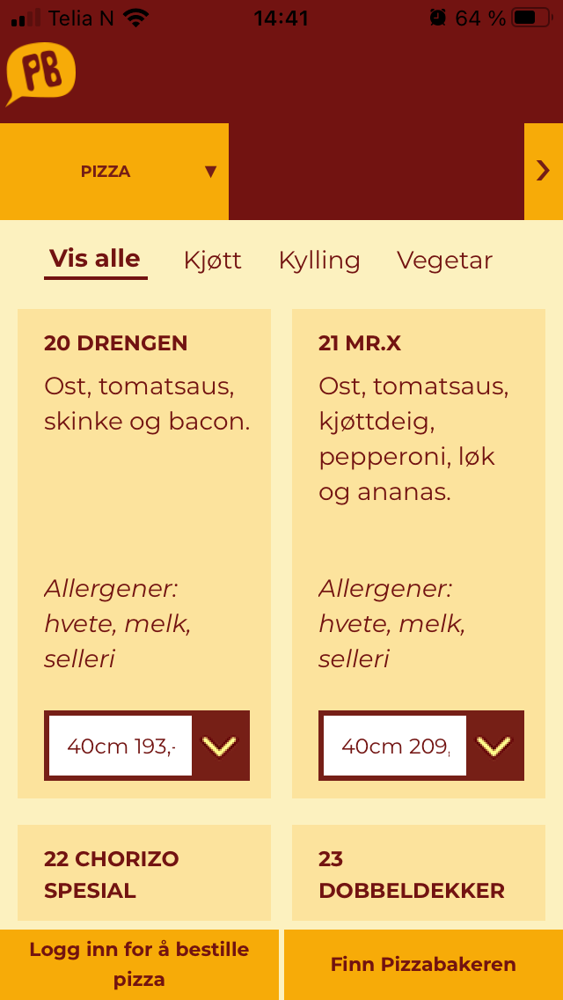 Telia N 14:41 64 %
PB
PIZZA ▼
Vis alle Kjøtt Kylling Vegetar
20 DRENGEN
Ost, tomatsaus,
skinke og bacon.
Allergener:
hvete, melk,
selleri
40cm 193,-
21 MR.X
Ost, tomatsaus,
kjøttdeig,
pepperoni, løk
og ananas.
Allergener:
hvete, melk,
selleri
40cm 209,
22 CHORIZO
SPESIAL
23
DOBBELDEKKER
Logg inn for å bestille
pizza
Finn Pizzabakeren